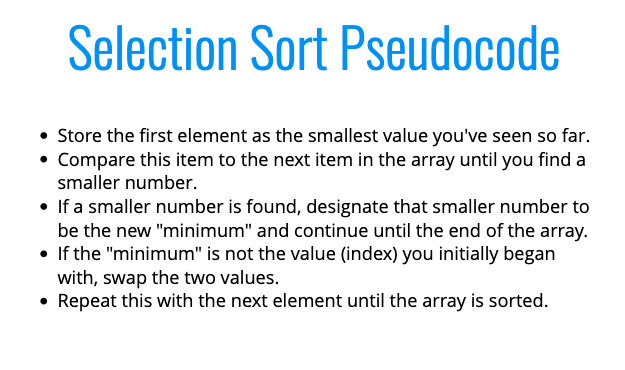 Selection Sort Pseudocode
• Store the first element as the smallest value you've seen so far.
• Compare this item to the next item in the array until you find a
smaller number.
• If a smaller number is found, designate that smaller number to
be the new "minimum" and continue until the end of the array.
• If the "minimum" is not the value (index) you initially began
with, swap the two values.
• Repeat this with the next element until the array is sorted.